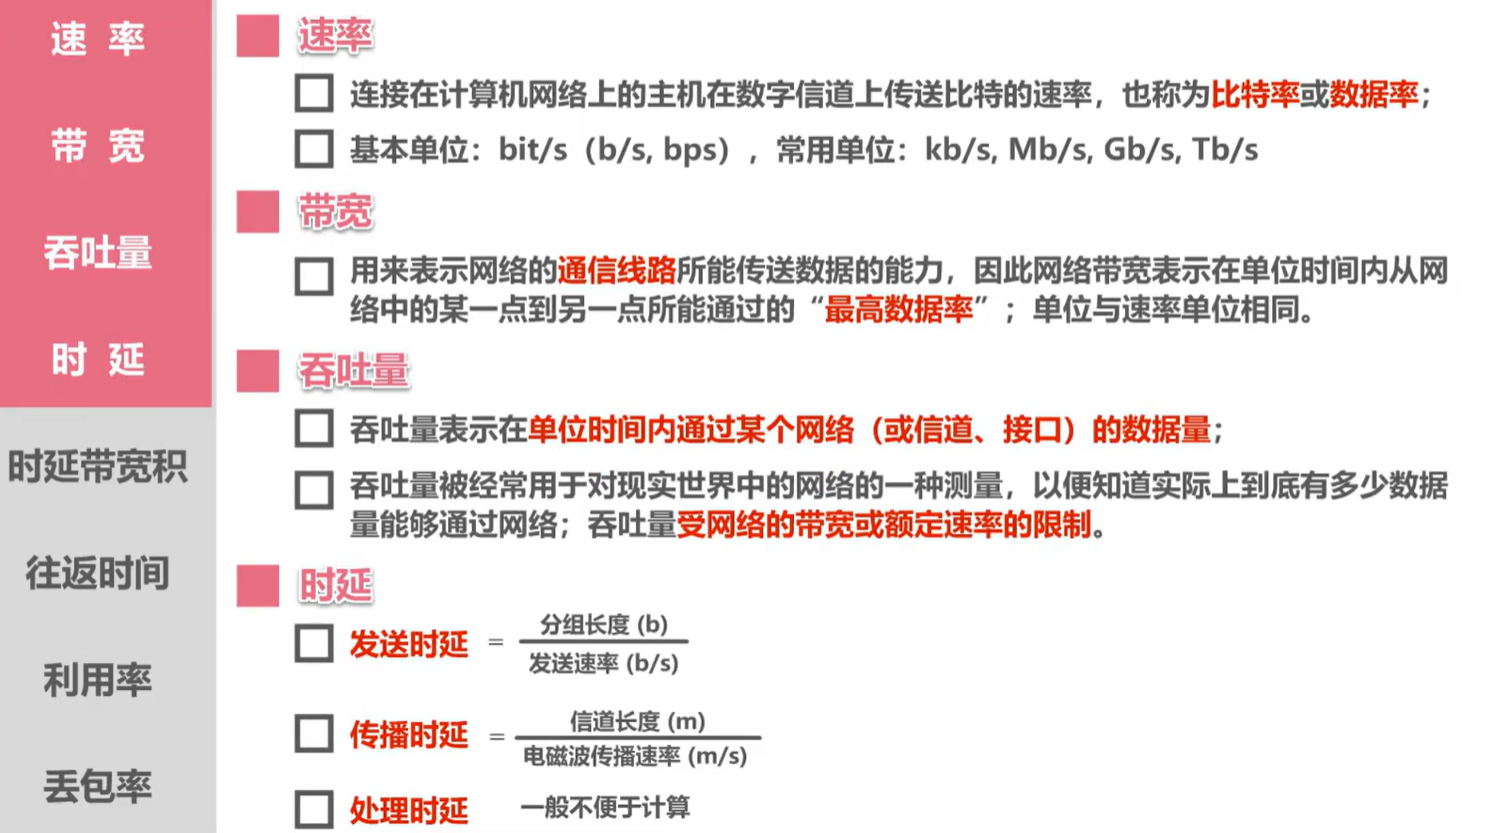 速 率
带 宽
吞吐量
时 延
时延带宽积
往返时间
利用率
丢包率
速率
连接在计算机网络上的主机在数字信道上传送比特的速率，也称为比特率或数据率；
基本单位：bit/s（b/s, bps），常用单位：kb/s, Mb/s, Gb/s, Tb/s
带宽
用来表示网络的通信线路所能传送数据的能力，因此网络带宽表示在单位时间内从网
络中的某一点到另一点所能通过的“最高数据率”；单位与速率单位相同。
吞吐量
吞吐量表示在单位时间内通过某个网络（或信道、接口）的数据量；
吞吐量被经常用于对现实世界中的网络的一种测量，以便知道实际上到底有多少数据
量能够通过网络；吞吐量受网络的带宽或额定速率的限制。
时延
发送时延 =
分组长度 (b)
发送速率 (b/s)
传播时延 =
信道长度 (m)
电磁波传播速率 (m/s)
处理时延 一般不便于计算